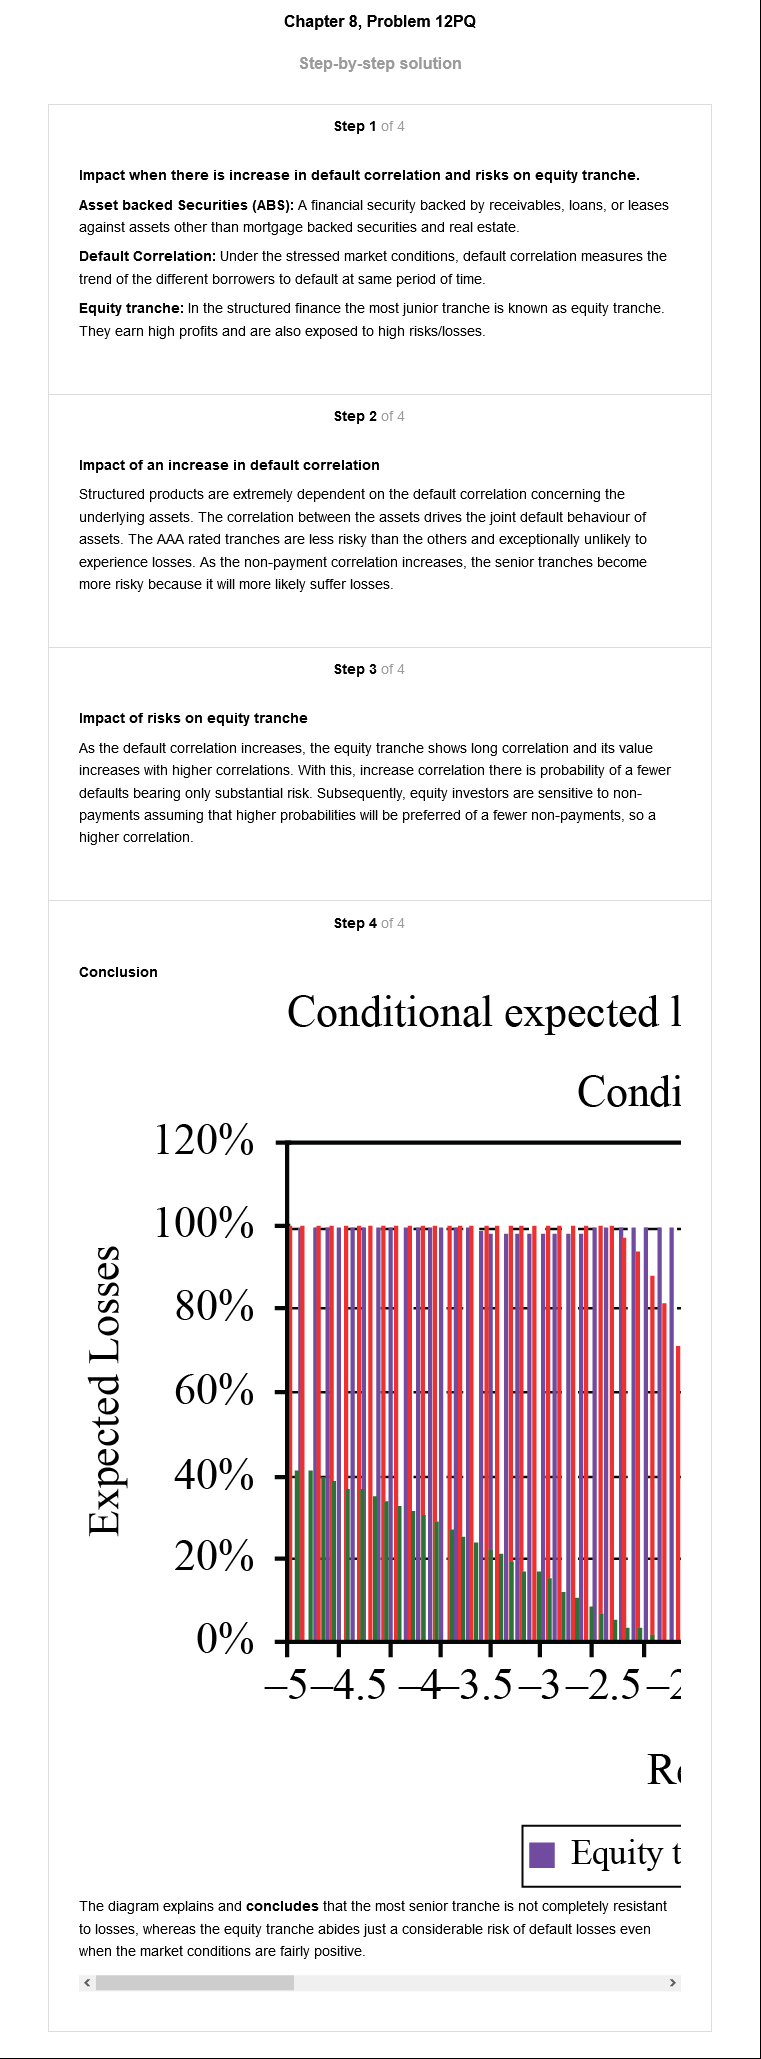 Chapter 8, Problem 12PQ
Step-by-step solution
Step 1 of 4
Impact when there is increase in default correlation and risks on equity tranche.
Asset backed Securities (ABS): A financial security backed by receivables, loans, or leases
against assets other than mortgage backed securities and real estate.
Default Correlation: Under the stressed market conditions, default correlation measures the
trend of the different borrowers to default at same period of time.
Equity tranche: In the structured finance the most junior tranche is known as equity tranche.
They earn high profits and are also exposed to high risks/losses.
Step 2 of 4
Impact of an increase in default correlation
Structured products are extremely dependent on the default correlation concerning the
underlying assets. The correlation between the assets drives the joint default behaviour of
assets. The AAA rated tranches are less risky than the others and exceptionally unlikely to
experience losses. As the non-payment correlation increases, the senior tranches become
more risky because it will more likely suffer losses.
Step 3 of 4
Impact of risks on equity tranche
As the default correlation increases, the equity tranche shows long correlation and its value
increases with higher correlations. With this, increase correlation there is probability of a fewer
defaults bearing only substantial risk. Subsequently, equity investors are sensitive to non-
payments assuming that higher probabilities will be preferred of a fewer non-payments, so a
higher correlation.
Step 4 of 4
Conclusion
Conditional expected l
Condi
120%
100%
80%
60%
40%
20%
0%
Expected Losses
–5 –4.5 –4 –3.5 –3 –2.5 –2
Re
Equity t
The diagram explains and concludes that the most senior tranche is not completely resistant
to losses, whereas the equity tranche abides just a considerable risk of default losses even
when the market conditions are fairly positive.